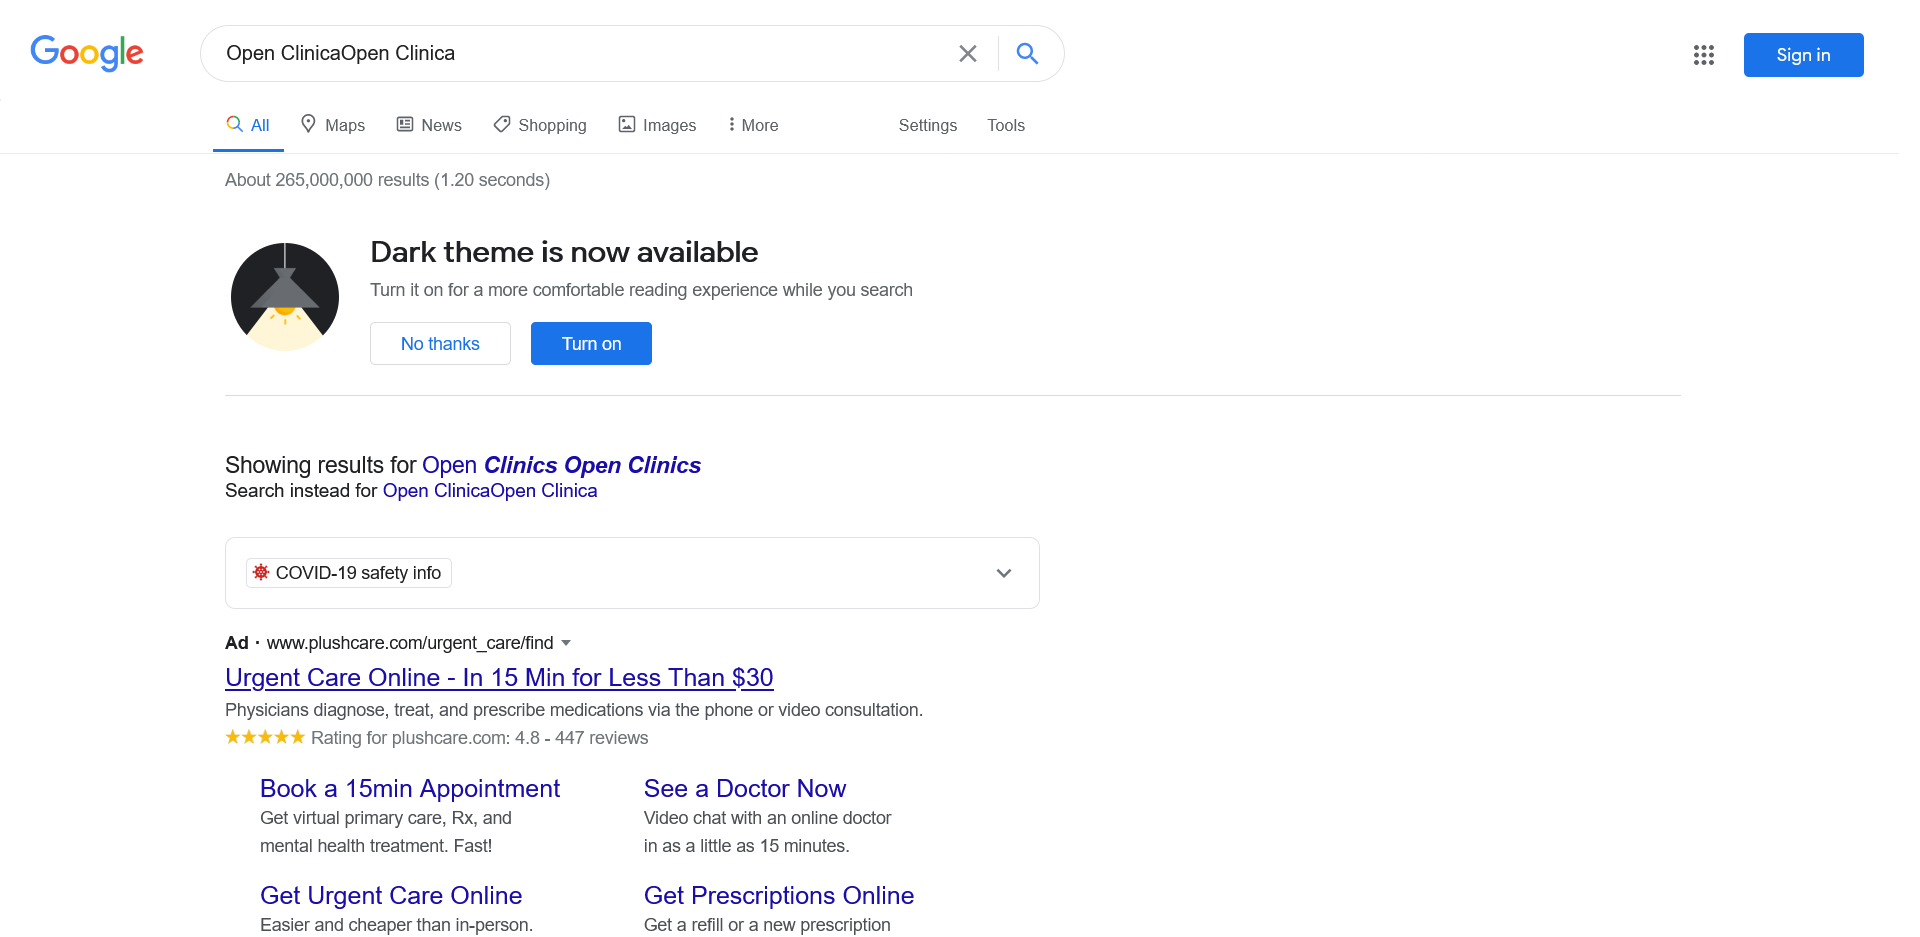 Google
Open ClinicaOpen Clinica
Sign in
All Maps News Shopping Images More Settings Tools
About 265,000,000 results (1.20 seconds)
Dark theme is now available
Turn it on for a more comfortable reading experience while you search
No thanks Turn on
Showing results for Open Clinics Open Clinics
Search instead for Open ClinicaOpen Clinica
COVID-19 safety info
Ad · www.plushcare.com/urgent_care/find
Urgent Care Online - In 15 Min for Less Than $30
Physicians diagnose, treat, and prescribe medications via the phone or video consultation.
Rating for plushcare.com: 4.8 - 447 reviews
Book a 15min Appointment
Get virtual primary care, Rx, and
mental health treatment. Fast!
See a Doctor Now
Video chat with an online doctor
in as a little as 15 minutes.
Get Urgent Care Online
Easier and cheaper than in-person.
Get Prescriptions Online
Get a refill or a new prescription